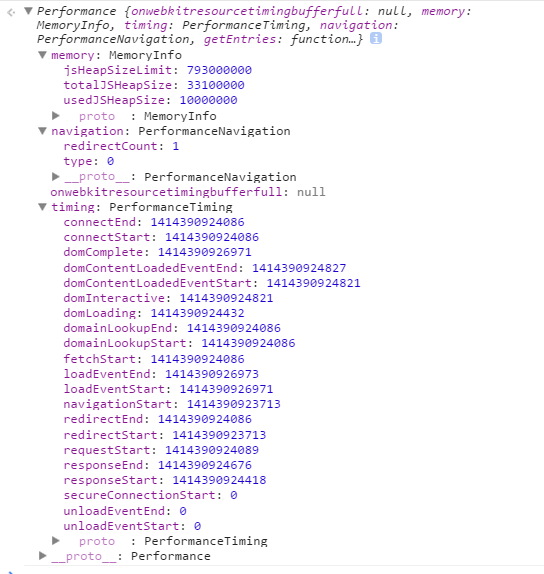 Performance {onwebkitresourcetimingbufferfull: null, memory:
MemoryInfo, timing: PerformanceTiming, navigation:
PerformanceNavigation, getEntries: function…} i
memory: MemoryInfo
jsHeapSizeLimit: 793000000
totalJSHeapSize: 33100000
usedJSHeapSize: 10000000
proto : MemoryInfo
navigation: PerformanceNavigation
redirectCount: 1
type: 0
__proto__: PerformanceNavigation
onwebkitresourcetimingbufferfull: null
timing: PerformanceTiming
connectEnd: 1414390924086
connectStart: 1414390924086
domComplete: 1414390926971
domContentLoadedEventEnd: 1414390924827
domContentLoadedEventStart: 1414390924821
domInteractive: 1414390924821
domLoading: 1414390924432
domainLookupEnd: 1414390924086
domainLookupStart: 1414390924086
fetchStart: 1414390924086
loadEventEnd: 1414390926973
loadEventStart: 1414390926971
navigationStart: 1414390923713
redirectEnd: 1414390924086
redirectStart: 1414390923713
requestStart: 1414390924089
responseEnd: 1414390924676
responseStart: 1414390924418
secureConnectionStart: 0
unloadEventEnd: 0
unloadEventStart: 0
proto : PerformanceTiming
__proto__: Performance